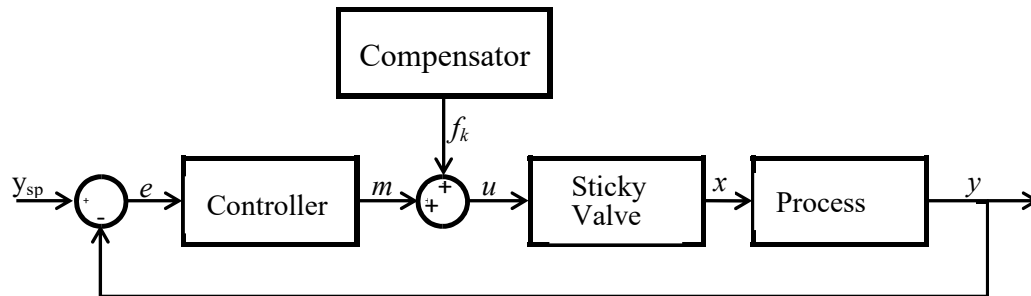 Compensator
f_k
y_sp
+
-
e
Controller
m
+
+
u
Sticky
Valve
x
Process
y